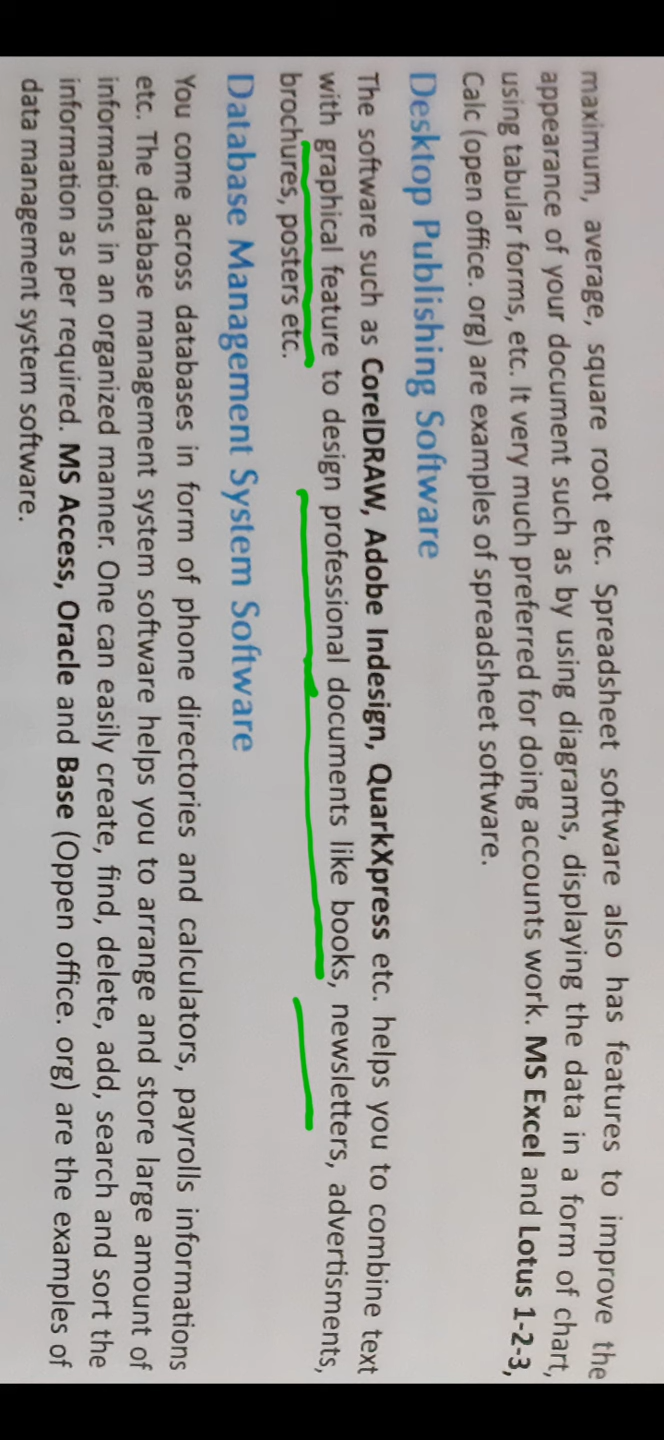 maximum, average, square root etc. Spreadsheet software also has features to improve the
appearance of your document such as by using diagrams, displaying the data in a form of chart,
using tabular forms, etc. It very much preferred for doing accounts work. MS Excel and Lotus 1-2-3,
Calc (open office. org) are examples of spreadsheet software.
Desktop Publishing Software
The software such as CorelDRAW, Adobe Indesign, QuarkXpress etc. helps you to combine text
with graphical feature to design professional documents like books, newsletters, advertisments,
brochures, posters etc.
Database Management System Software
You come across databases in form of phone directories and calculators, payrolls informations
etc. The database management system software helps you to arrange and store large amount of
informations in an organized manner. One can easily create, find, delete, add, search and sort the
information as per required. MS Access, Oracle and Base (Oppen office. org) are the examples of
data management system software.